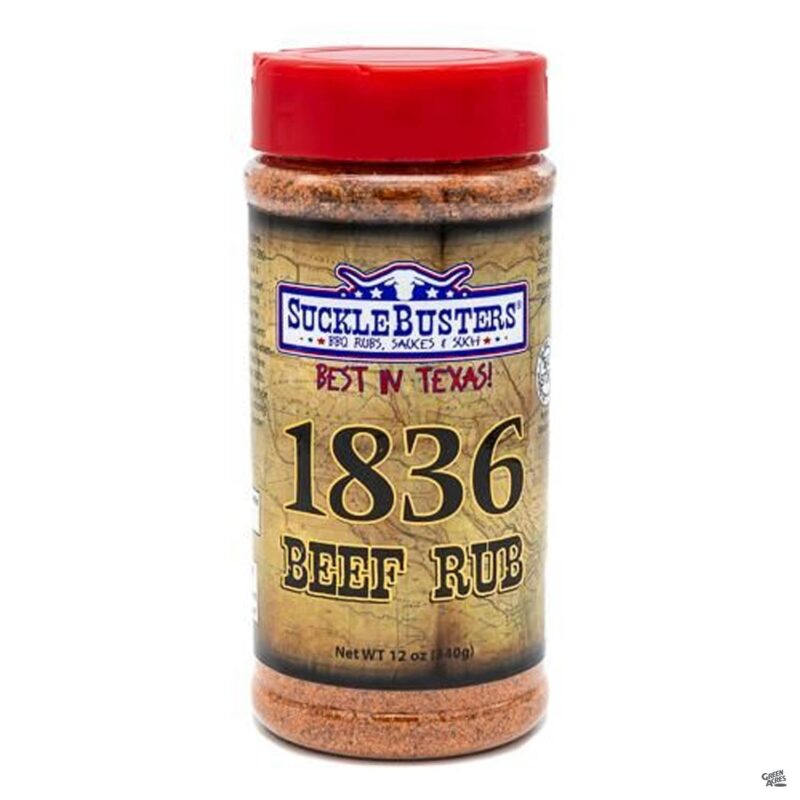 SUCKLEBUSTERS®
BBQ RUBS, SAUCES & SUCH
BEST IN TEXAS!
1836
BEEF RUB
Net WT 12 oz (340g)
GREEN
ACRES